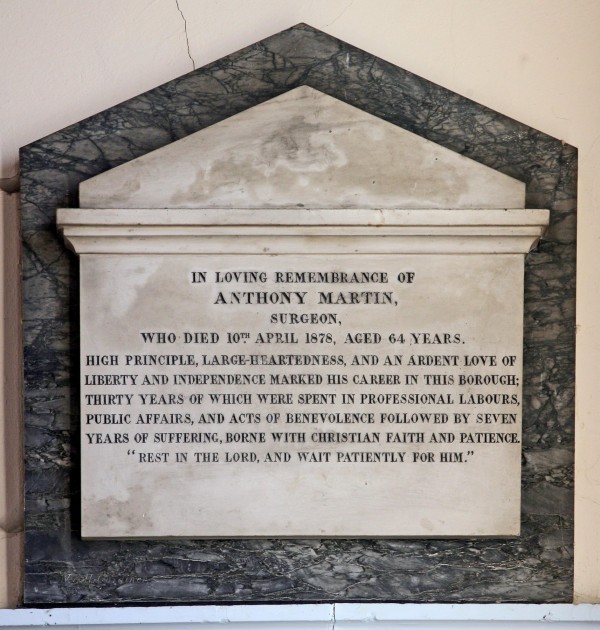 IN LOVING REMEMBRANCE OF
ANTHONY MARTIN,
SURGEON,
WHO DIED 10TH APRIL 1878, AGED 64 YEARS.
HIGH PRINCIPLE, LARGE-HEARTEDNESS, AND AN ARDENT LOVE OF
LIBERTY AND INDEPENDENCE MARKED HIS CAREER IN THIS BOROUGH;
THIRTY YEARS OF WHICH WERE SPENT IN PROFESSIONAL LABOURS,
PUBLIC AFFAIRS, AND ACTS OF BENEVOLENCE FOLLOWED BY SEVEN
YEARS OF SUFFERING, BORNE WITH CHRISTIAN FAITH AND PATIENCE.
"REST IN THE LORD, AND WAIT PATIENTLY FOR HIM."